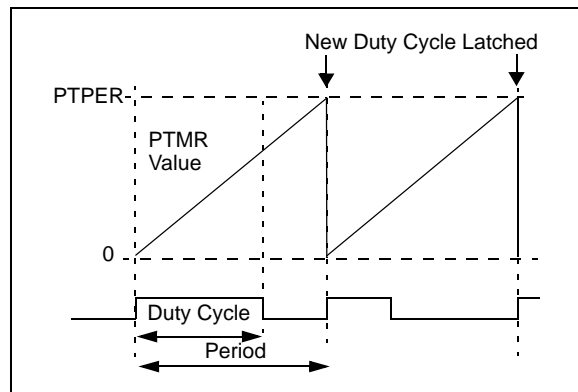 New Duty Cycle Latched
PTPER
PTMR
Value
0
Duty Cycle
Period